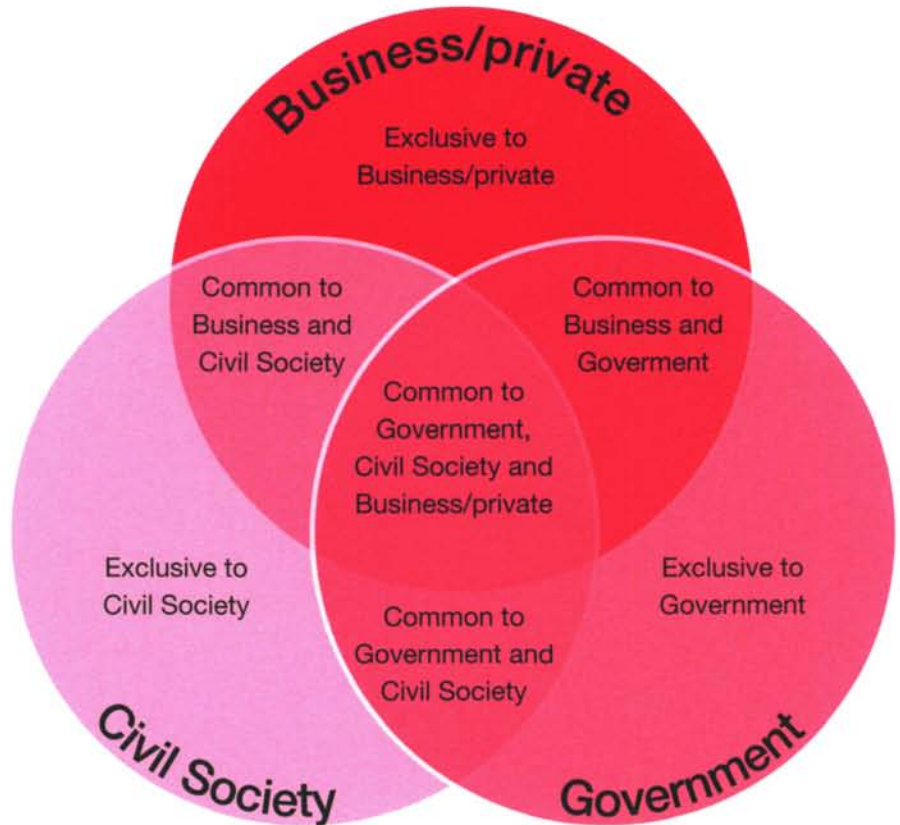 Business/private
Exclusive to
Business/private
Common to
Business and
Civil Society
Common to
Business and
Goverment
Common to
Government,
Civil Society and
Business/private
Exclusive to
Civil Society
Exclusive to
Government
Common to
Government and
Civil Society
Civil Society
Government